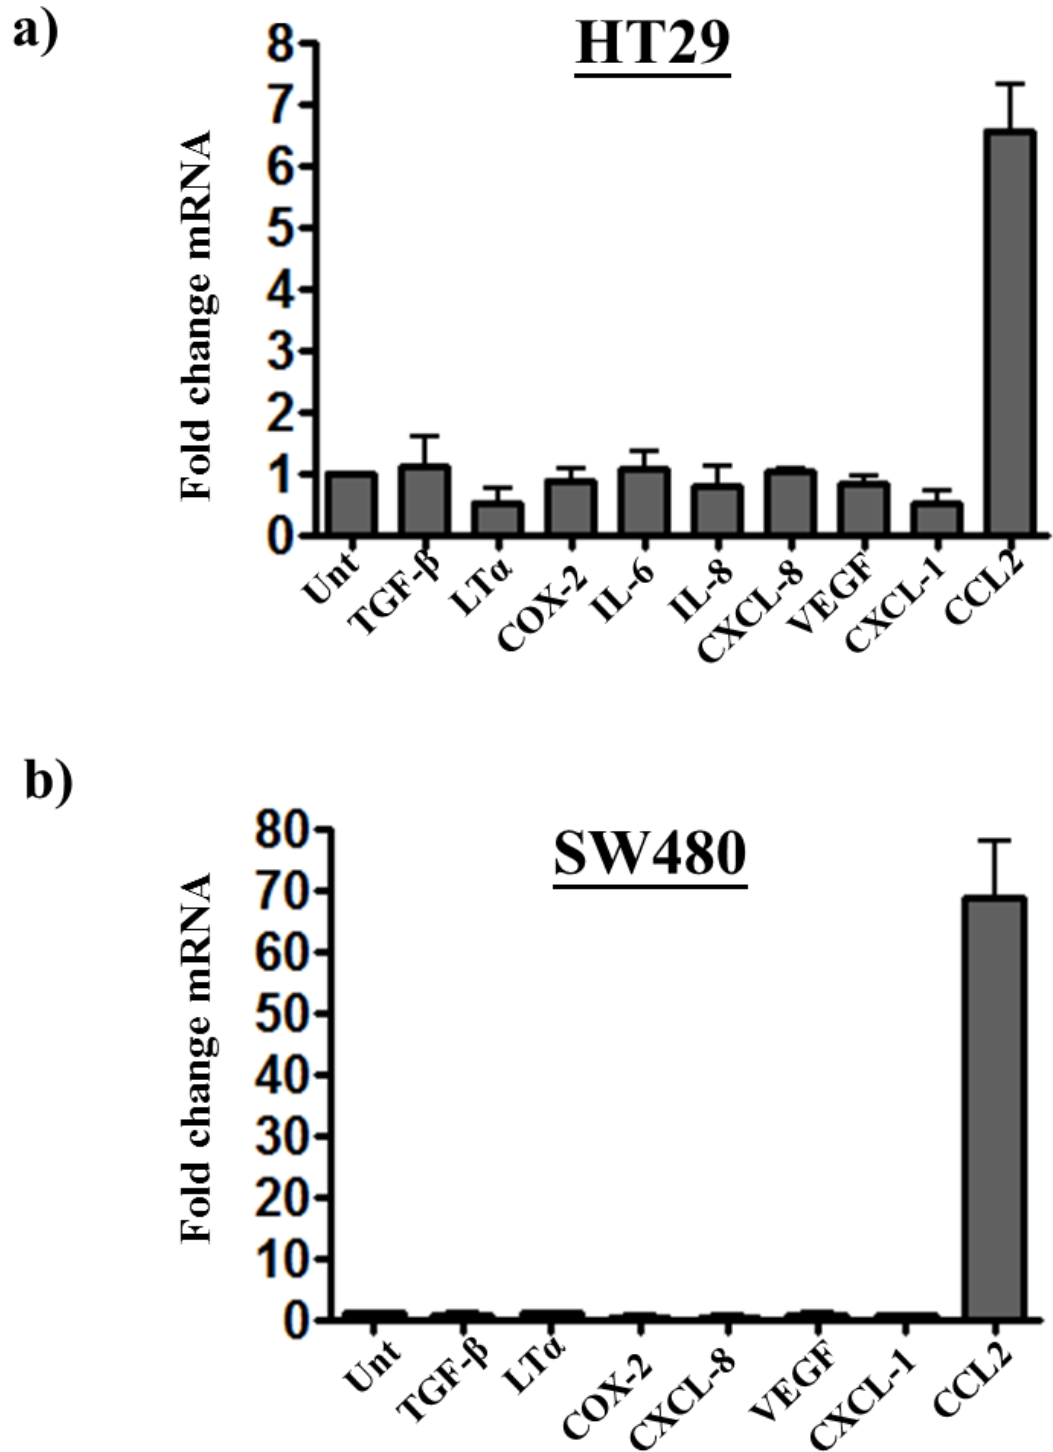 a)
HT29
Fold change mRNA
8
7
6
5
4
3
2
1
0
Unt
TGF-β
LTα
COX-2
IL-6
IL-8
CXCL-8
VEGF
CXCL-1
CCL2
b)
SW480
Fold change mRNA
80
70
60
50
40
30
20
10
0
Unt
TGF-β
LTα
COX-2
CXCL-8
VEGF
CXCL-1
CCL2